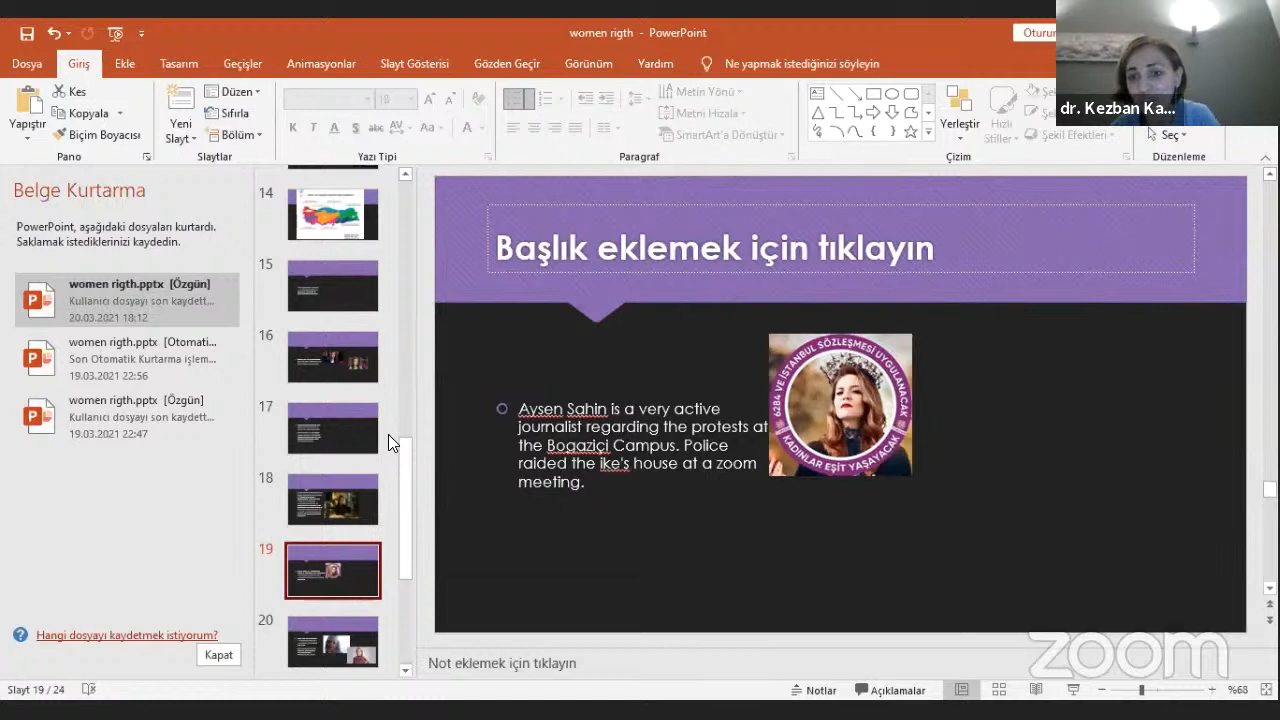 women rigth - PowerPoint
Oturum
Dosya Giriş Ekle Tasarım Geçişler Animasyonlar Slayt Gösterisi Gözden Geçir Görünüm Yardım Ne yapmak istediğinizi söyleyin
dr. Kezban Ka...
Yapıştır
Kes
Kopyala
Biçim Boyacısı
Yeni
Slayt
Düzen
Sıfırla
Bölüm
18
K T A S abc AV Aa A
Metin Yönü
Metni Hizala
SmartArt'a Dönüştür
Yerleştir
Hızlı
Stiller
Şekil Efektleri
Seç
Pano Slaytlar Yazı Tipi Paragraf Çizim Düzenleme
Belge Kurtarma
PowerPoint, aşağıdaki dosyaları kurtardı.
Saklamak istediklerinizi kaydedin.
women rigth.pptx [Özgün]
Kullanıcı dosyayı son kaydett...
20.03.2021 18:12
women rigth.pptx [Otomati...
Son Otomatik Kurtarma işlem...
19.03.2021 22:56
women rigth.pptx [Özgün]
Kullanıcı dosyayı son kaydett...
19.03.2021 22:47
Hangi dosyayı kaydetmek istiyorum?
Kapat
14
15
16
17
18
19
20
Başlık eklemek için tıklayın
Aysen Sahin is a very active
journalist regarding the protests at
the Bogaziçi Campus. Police
raided the ike's house at a zoom
meeting.
6284 VE İSTANBUL SÖZLEŞMESİ UYGULANACAK
KADINLAR EŞİT YAŞAYACAK
zoom
Not eklemek için tıklayın
Slayt 19 / 24
Notlar
Açıklamalar
%68